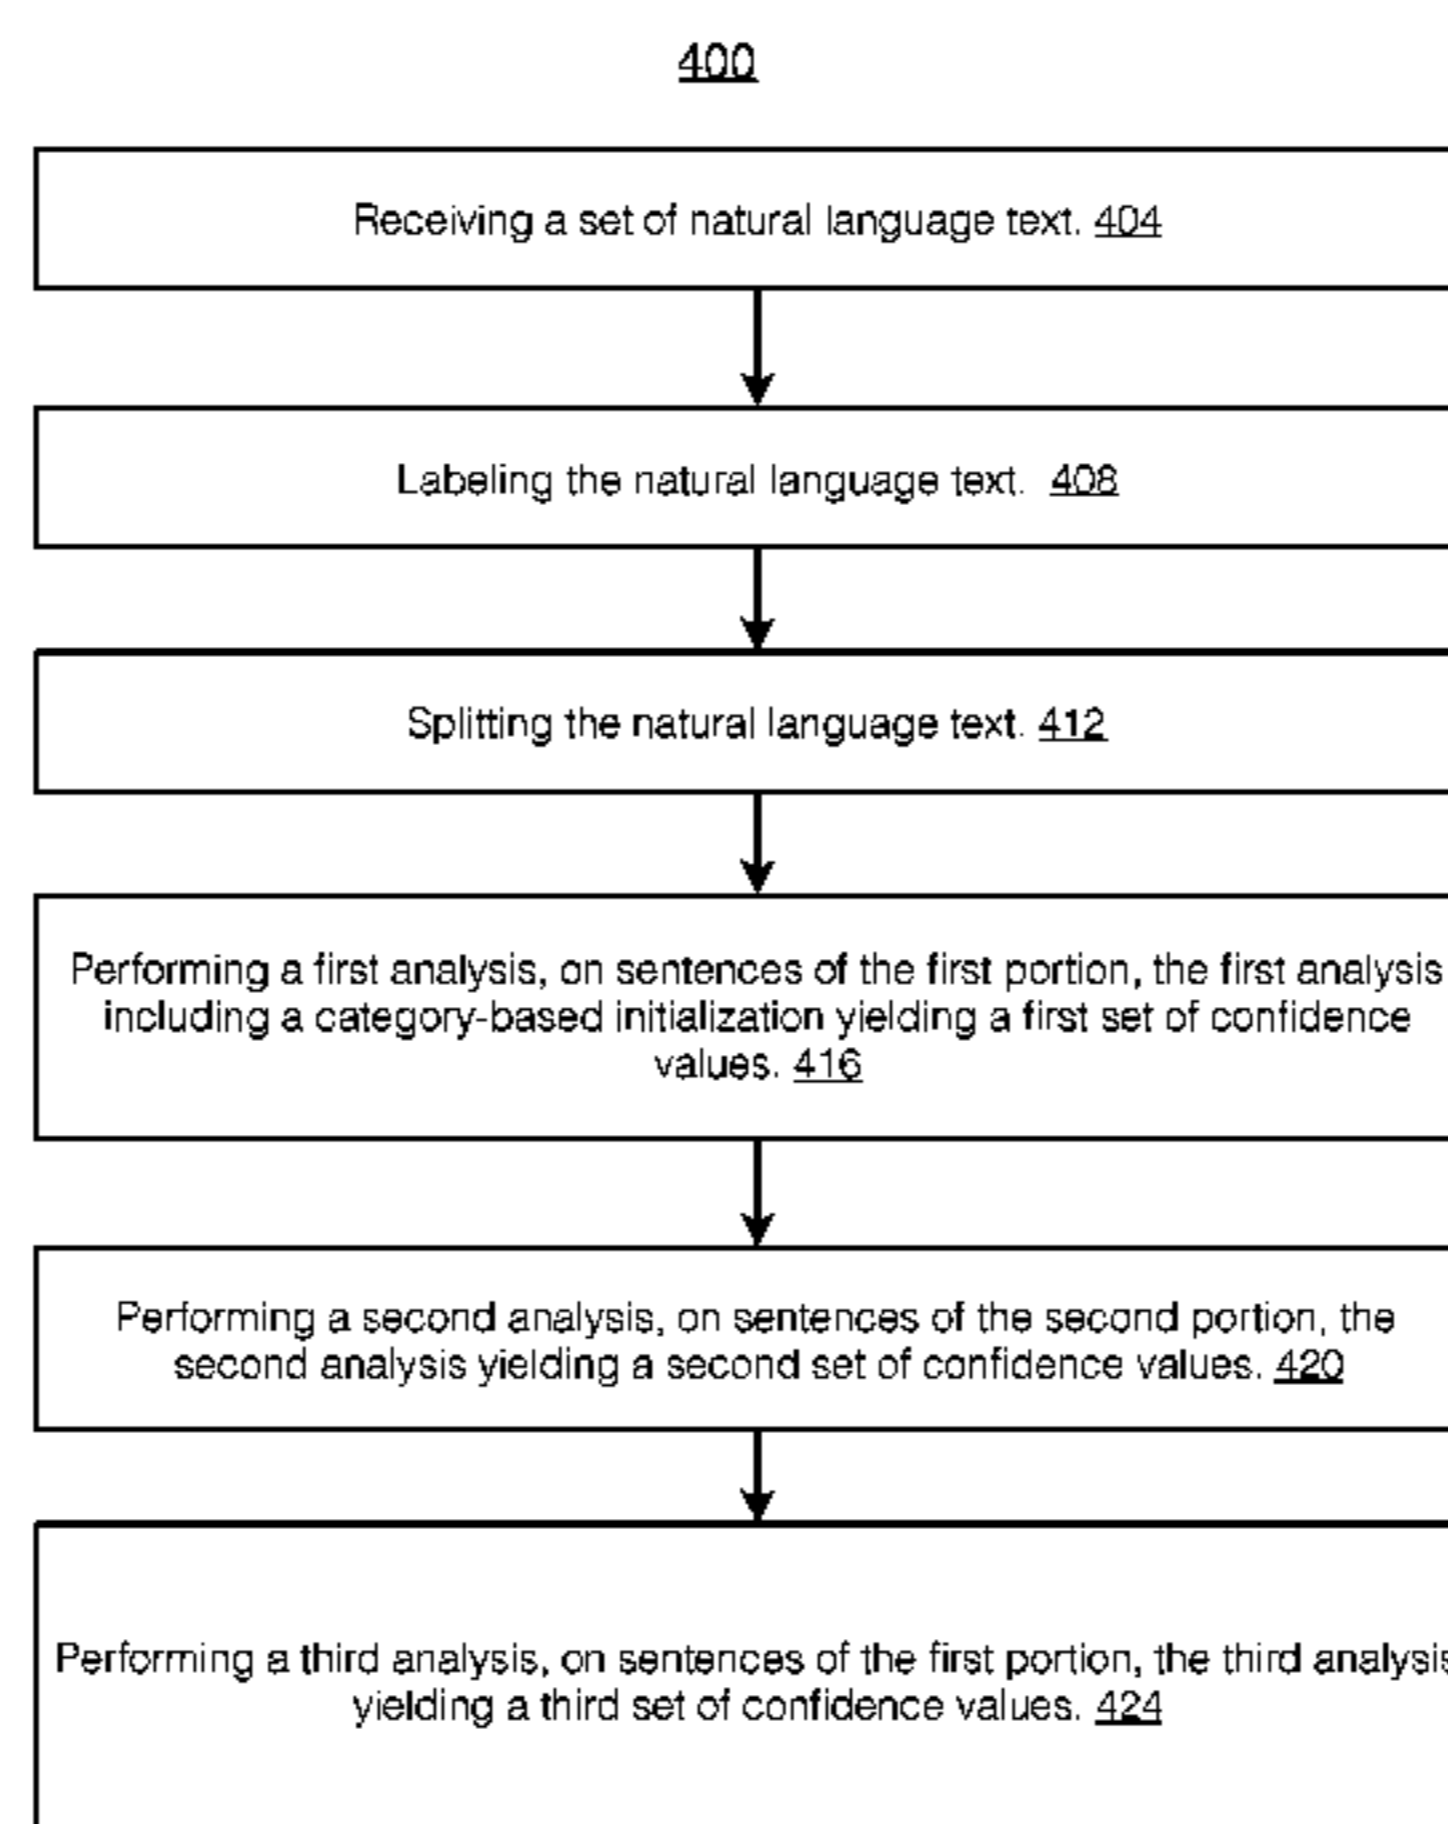 400
Receiving a set of natural language text. 404
Labeling the natural language text. 408
Splitting the natural language text. 412
Performing a first analysis, on sentences of the first portion, the first analysis
including a category-based initialization yielding a first set of confidence
values. 416
Performing a second analysis, on sentences of the second portion, the
second analysis yielding a second set of confidence values. 420
Performing a third analysis, on sentences of the first portion, the third analysis
yielding a third set of confidence values. 424